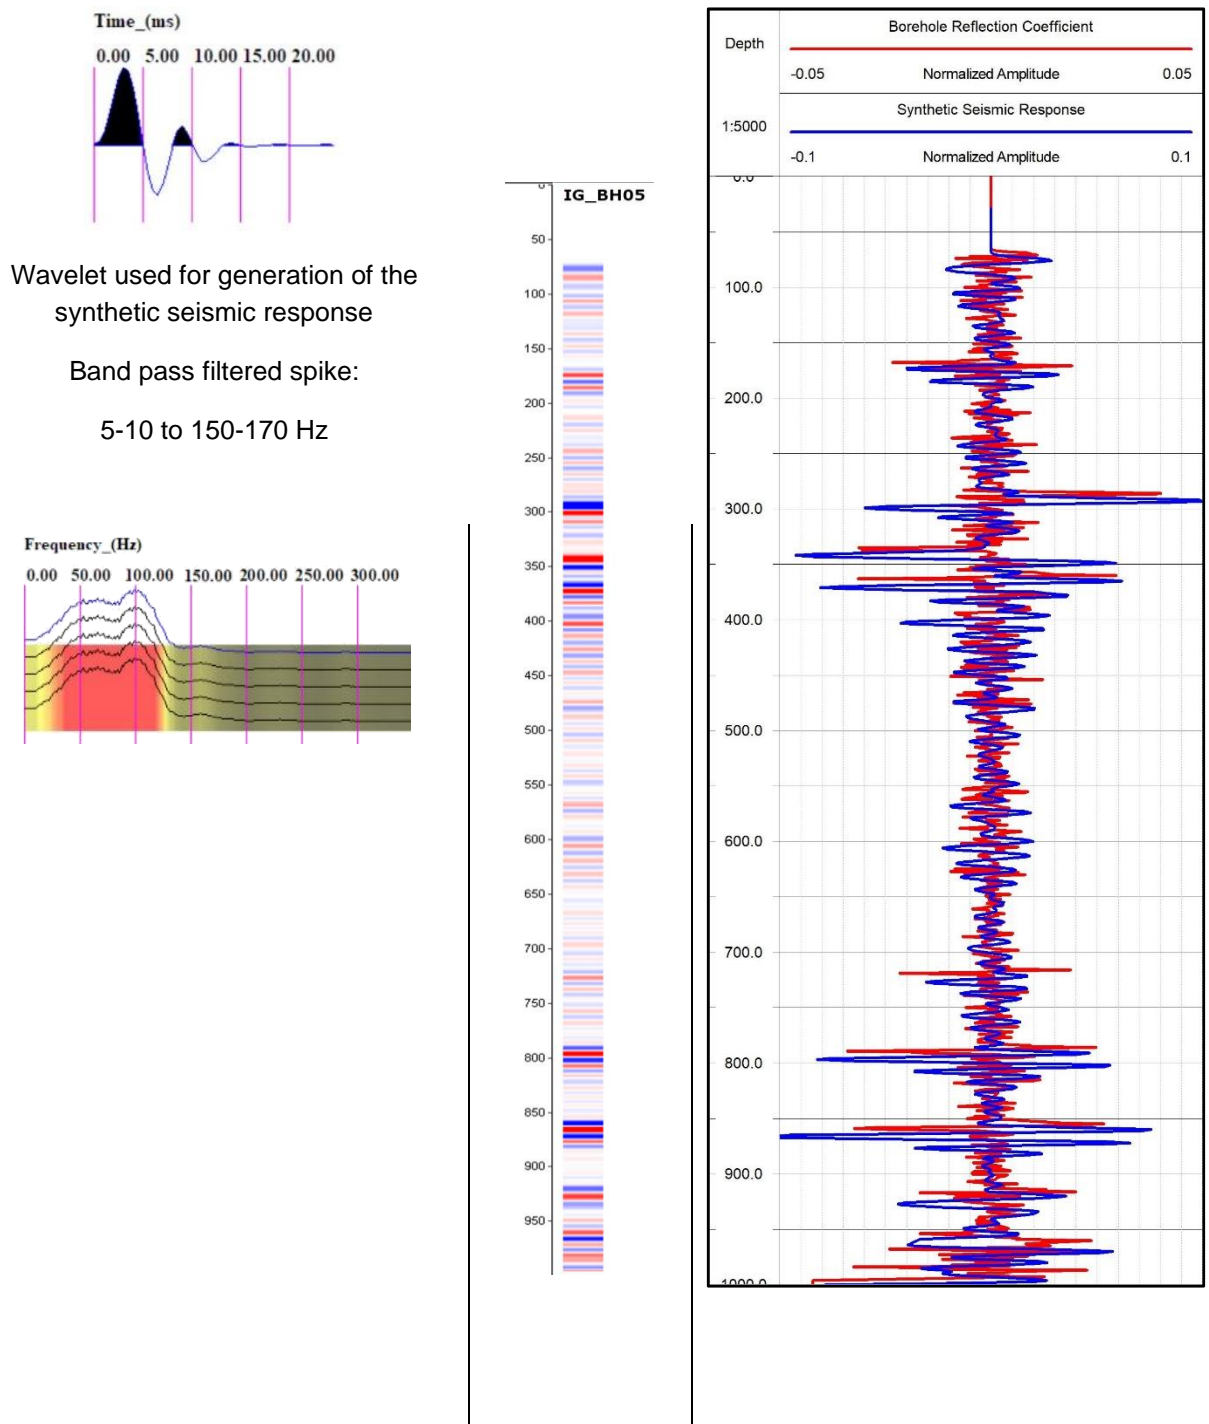 Time_(ms)
0.00 5.00 10.00 15.00 20.00
Wavelet used for generation of the
synthetic seismic response
Band pass filtered spike:
5-10 to 150-170 Hz
Frequency_(Hz)
0.00 50.00 100.00 150.00 200.00 250.00 300.00
IG_BH05
50
100
150
200
250
300
350
400
450
500
550
600
650
700
750
800
850
900
950
Depth
1:5000
Borehole Reflection Coefficient
-0.05 Normalized Amplitude 0.05
Synthetic Seismic Response
-0.1 Normalized Amplitude 0.1
0.0
100.0
200.0
300.0
400.0
500.0
600.0
700.0
800.0
900.0
1000.0